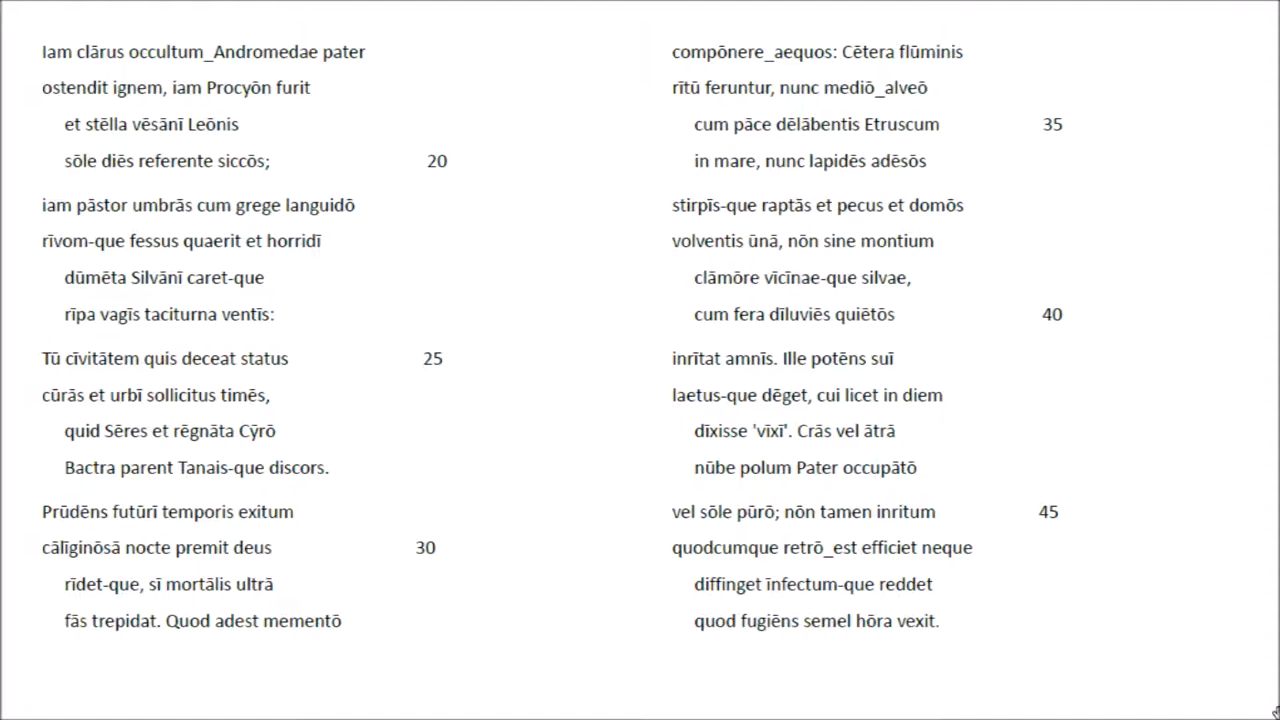 Iam clārus occultum_Andromedae pater
ostendit ignem, iam Procyōn furit
et stēlla vēsānī Leōnis
sōle diēs referente siccōs; 20
iam pāstor umbrās cum grege languidō
rīvom-que fessus quaerit et horridī
dūmēta Silvānī caret-que
rīpa vagīs taciturna ventīs:
Tū cīvitātem quis deceat status 25
cūrās et urbī sollicitus timēs,
quid Sēres et rēgnāta Cȳrō
Bactra parent Tanais-que discors.
Prūdēns futūrī temporis exitum
cālīginōsā nocte premit deus 30
rīdet-que, sī mortālis ultrā
fās trepidat. Quod adest mementō
compōnere_aequos: Cētera flūminis
rītū feruntur, nunc mediō_alveō
cum pāce dēlābentis Etruscum 35
in mare, nunc lapidēs adēsōs
stirpīs-que raptās et pecus et domōs
volventis ūnā, nōn sine montium
clāmōre vīcīnae-que silvae,
cum fera dīluviēs quiētōs 40
inrītat amnīs. Ille potēns suī
laetus-que dēget, cui licet in diem
dīxisse 'vīxī'. Crās vel ātrā
nūbe polum Pater occupātō
vel sōle pūrō; nōn tamen inritum 45
quodcumque retrō_est efficiet neque
diffinget īnfectum-que reddet
quod fugiēns semel hōra vexit.